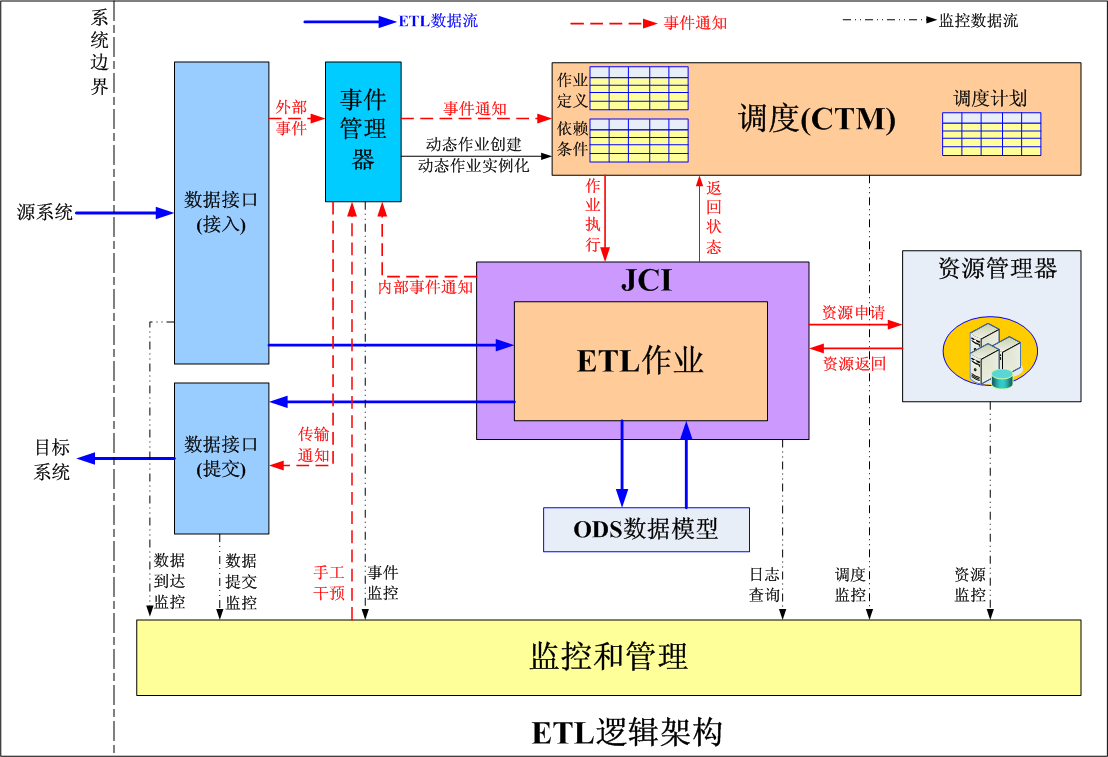 系
统
边
界
ETL数据流
事件通知
监控数据流
源系统
目标
系统
数据接口
(接入)
外部
事件
事件
管理
器
事件通知
动态作业创建
动态作业实例化
作业
定义
依赖
条件
调度(CTM)
调度计划
作
业
执
行
返
回
状
态
内部事件通知
JCI
ETL作业
资源申请
资源返回
资源管理器
数据接口
(提交)
传输
通知
ODS数据模型
数据
到达
监控
数据
提交
监控
手工
干预
事件
监控
日志
查询
调度
监控
资源
监控
监控和管理
ETL逻辑架构